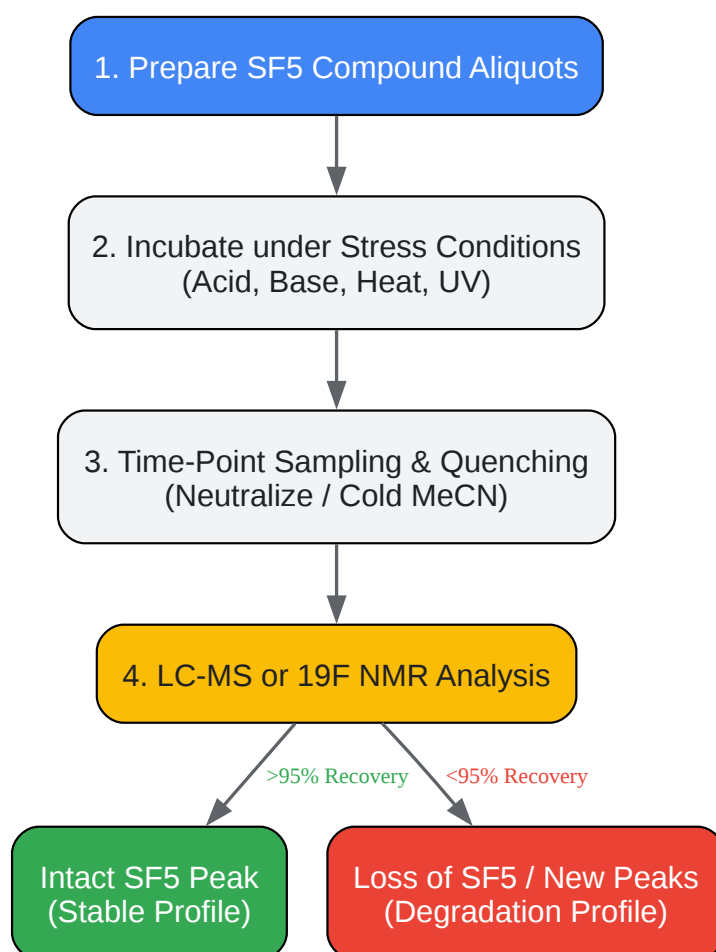 1. Prepare SF5 Compound Aliquots
2. Incubate under Stress Conditions
(Acid, Base, Heat, UV)
3. Time-Point Sampling & Quenching
(Neutralize / Cold MeCN)
4. LC-MS or 19F NMR Analysis
>95% Recovery
<95% Recovery
Intact SF5 Peak
(Stable Profile)
Loss of SF5 / New Peaks
(Degradation Profile)